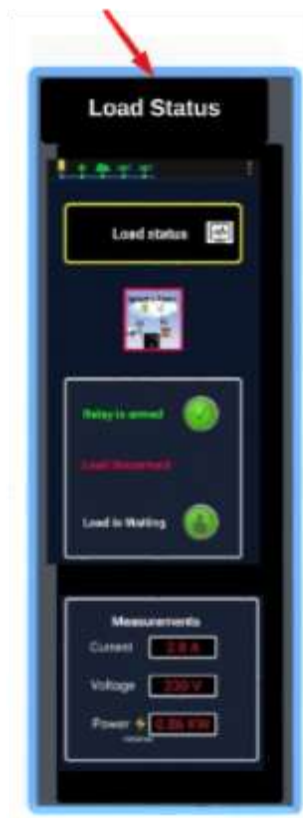 Load Status
Load status
Relay is armed
Load
Load in Waiting
Measurements
Current 2.8 A
Voltage 220 V
Power 0.86 KW